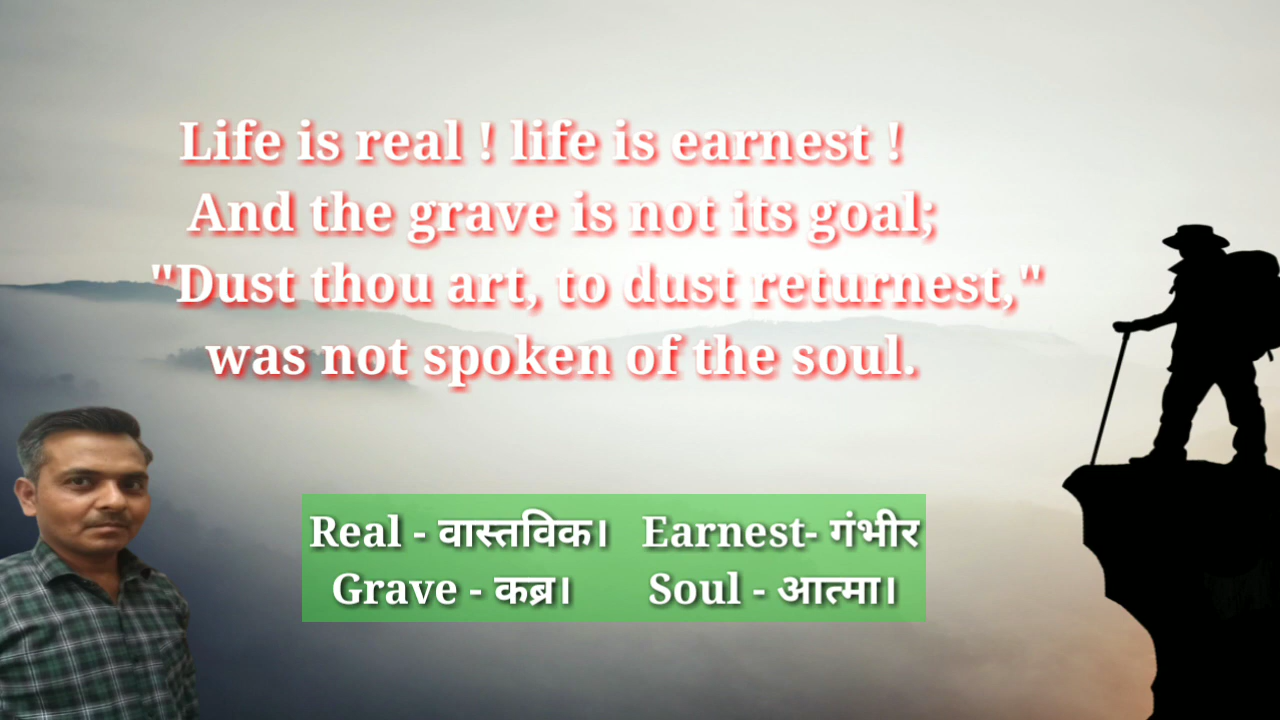 Life is real ! life is earnest !
And the grave is not its goal;
"Dust thou art, to dust returnest,"
was not spoken of the soul.
Real - वास्तविक। Earnest- गंभीर
Grave - कब्र। Soul - आत्मा।